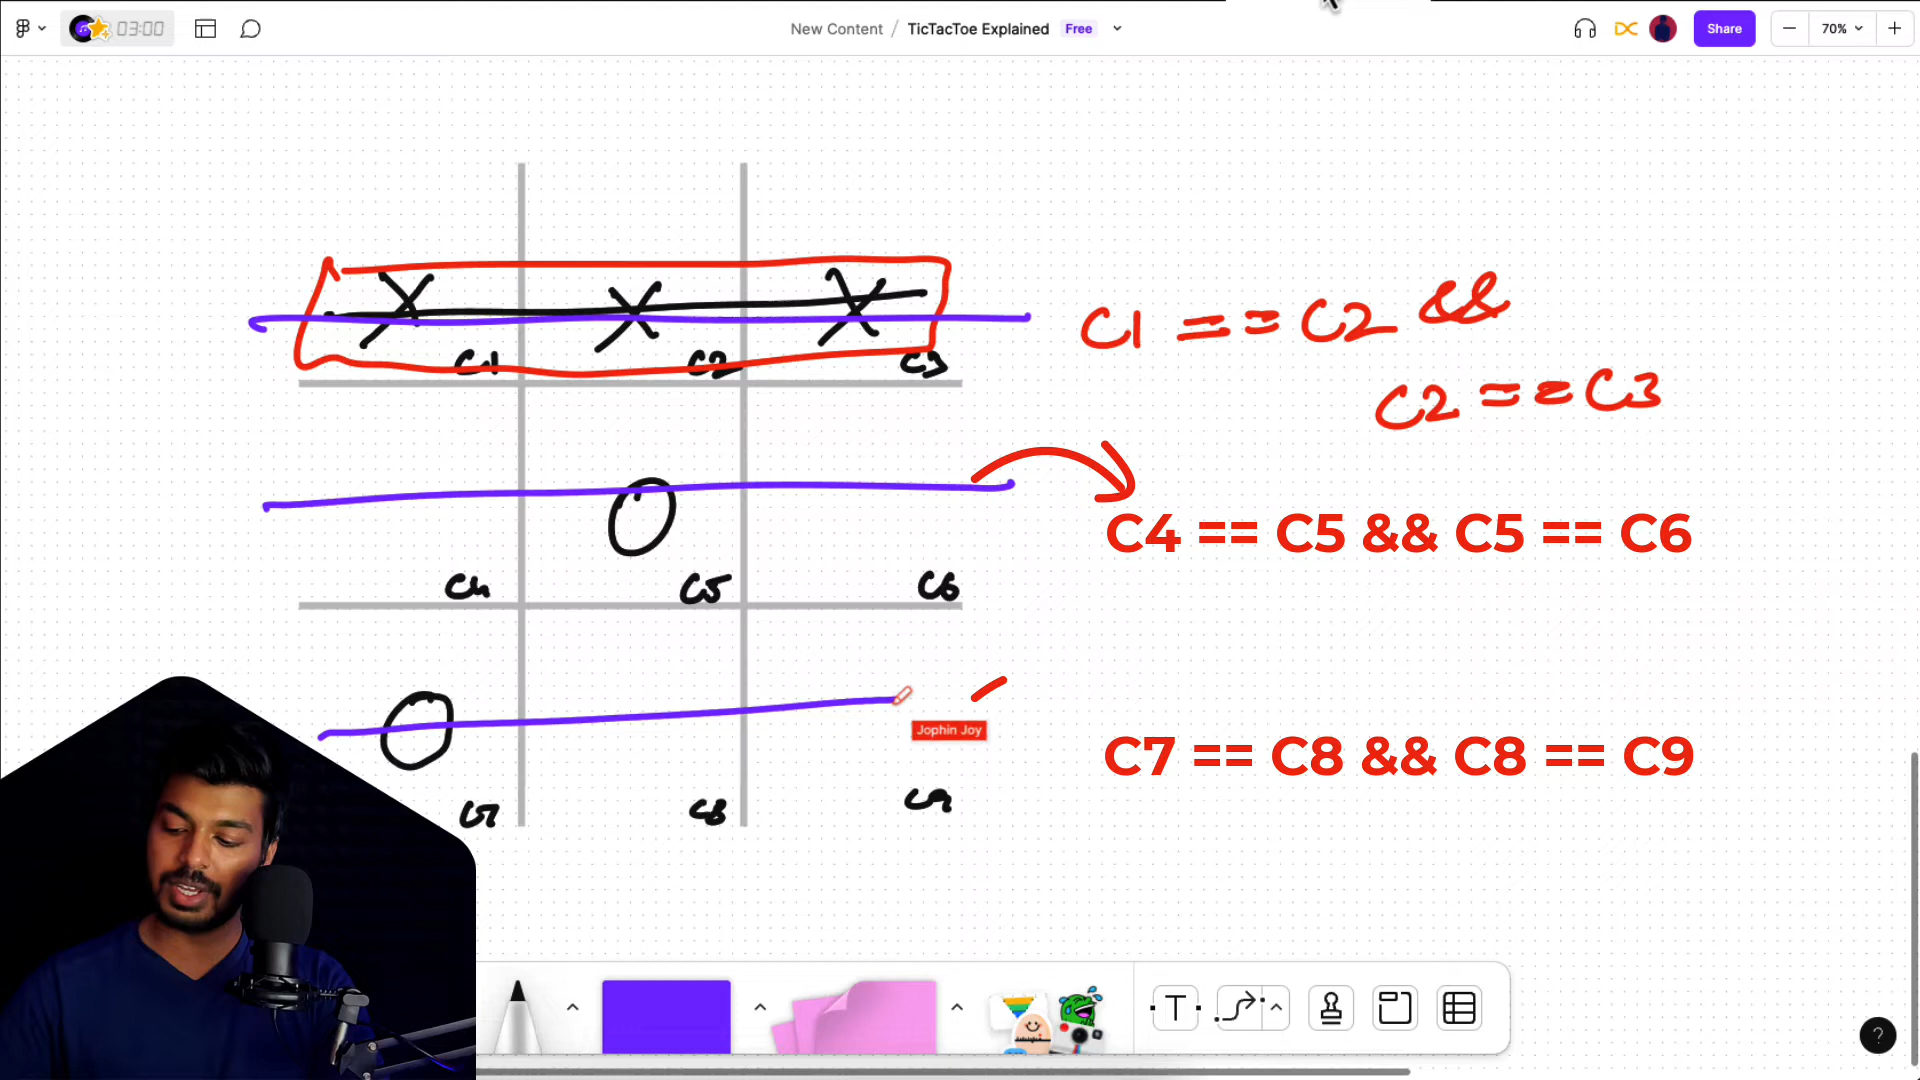 03:00
New Content / TicTacToe Explained Free
Share
70%
X X X
C1 C2 C3
C1 == C2 &&
C2 == C3
C4 == C5 && C5 == C6
O
C4 C5 C6
O
Jophin Joy
C7 == C8 && C8 == C9
C7 C8 C9
T
?